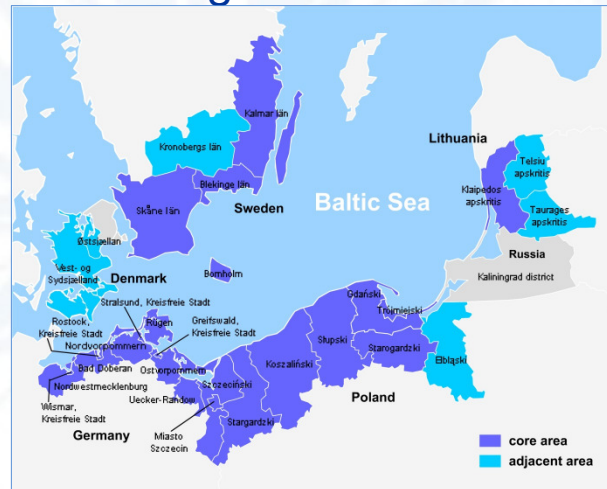 Kalmar län
Kronobergs län
Blekinge län
Skåne län
Sweden
Baltic Sea
Lithuania
Telsiu
apskritis
Klaipedos
apskritis
Taurages
apskritis
Russia
Kaliningrad district
Østsjællan
Vest- og
Sydsjælland
Denmark
Bornholm
Stralsund, Kreisfreie Stadt
Rostock,
Kreisfreie Stadt
Rügen
Greifswald,
Kreisfreie Stadt
Nordvorpommern
Bad Doberan
Ostvorpommern
Nordwestmecklenburg
Wismar,
Kreisfreie Stadt
Uecker-Randow
Germany
Miasto
Szczecin
Szczeciński
Stargardzki
Koszaliński
Słupski
Gdański
Trojmiejski
Starogardzki
Elbląski
Poland
core area
adjacent area